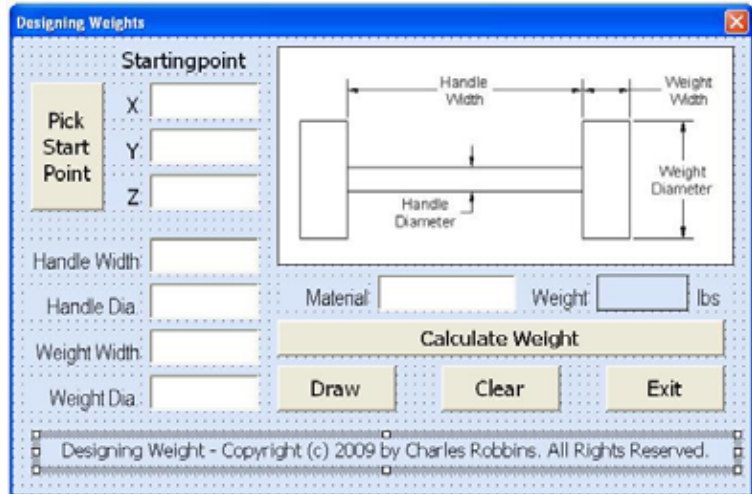 Designing Weights
Startingpoint
Pick
Start
Point
X
Y
Z
Handle
Width
Weight
Width
Weight
Diameter
Handle
Diameter
Handle Width:
Handle Dia.
Weight Width:
Weight Dia.
Material:
Weight:
lbs
Calculate Weight
Draw
Clear
Exit
Designing Weight - Copyright (c) 2009 by Charles Robbins. All Rights Reserved.